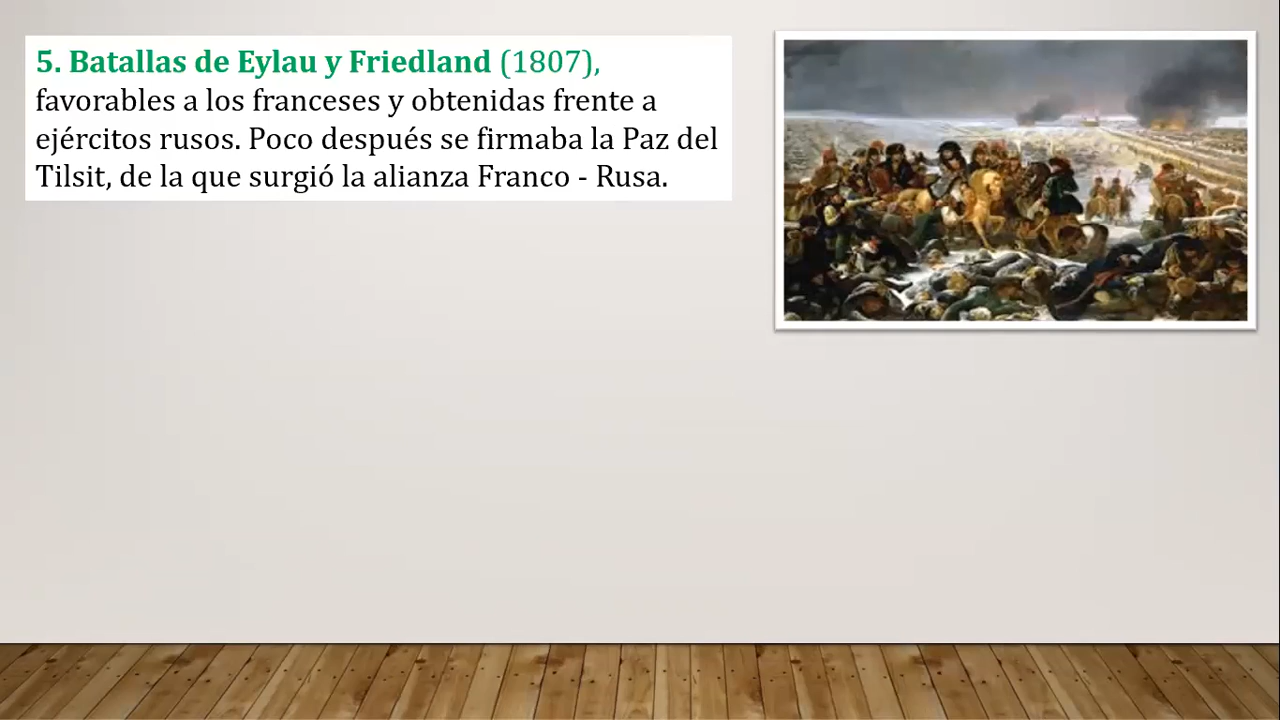 5. Batallas de Eylau y Friedland (1807),
favorables a los franceses y obtenidas frente a
ejércitos rusos. Poco después se firmaba la Paz del
Tilsit, de la que surgió la alianza Franco - Rusa.